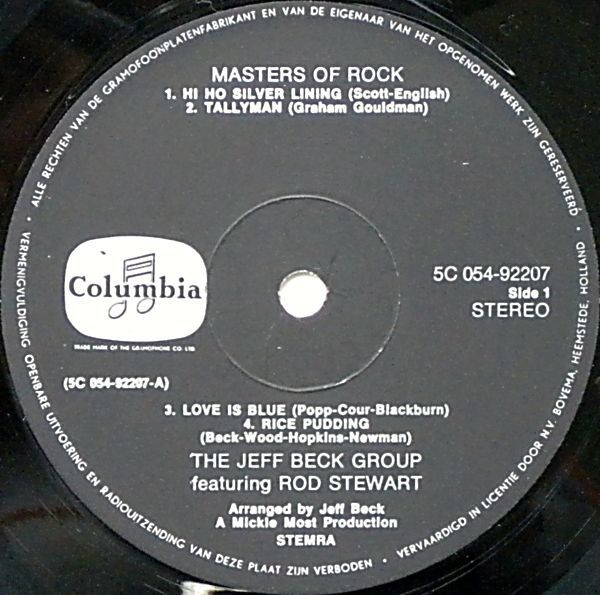 ALLE RECHTEN VAN DE GRAMOFOONPLATENFABRIKANT EN VAN DE EIGENAAR VAN HET OPGENOMEN WERK ZIJN GERESERVEERD •
MASTERS OF ROCK
1. HI HO SILVER LINING (Scott-English)
2. TALLYMAN (Graham Gouldman)
Columbia
TRADE MARK OF THE GRAMOPHONE CO. LTD.
5C 054-92207
Side 1
STEREO
(5C 054-92207-A)
3. LOVE IS BLUE (Popp-Cour-Blackburn)
4. RICE PUDDING
(Beck-Wood-Hopkins-Newman)
THE JEFF BECK GROUP
featuring ROD STEWART
Arranged by Jeff Beck
A Mickie Most Production
STEMRA
• VERMENIGVULDIGING OPENBARE UITVOERING EN RADIOUITZENDING VAN DEZE PLAAT ZIJN VERBODEN •
VERVAARDIGD IN LICENTIE DOOR N.V. BOVEMA, HEEMSTEDE, HOLLAND